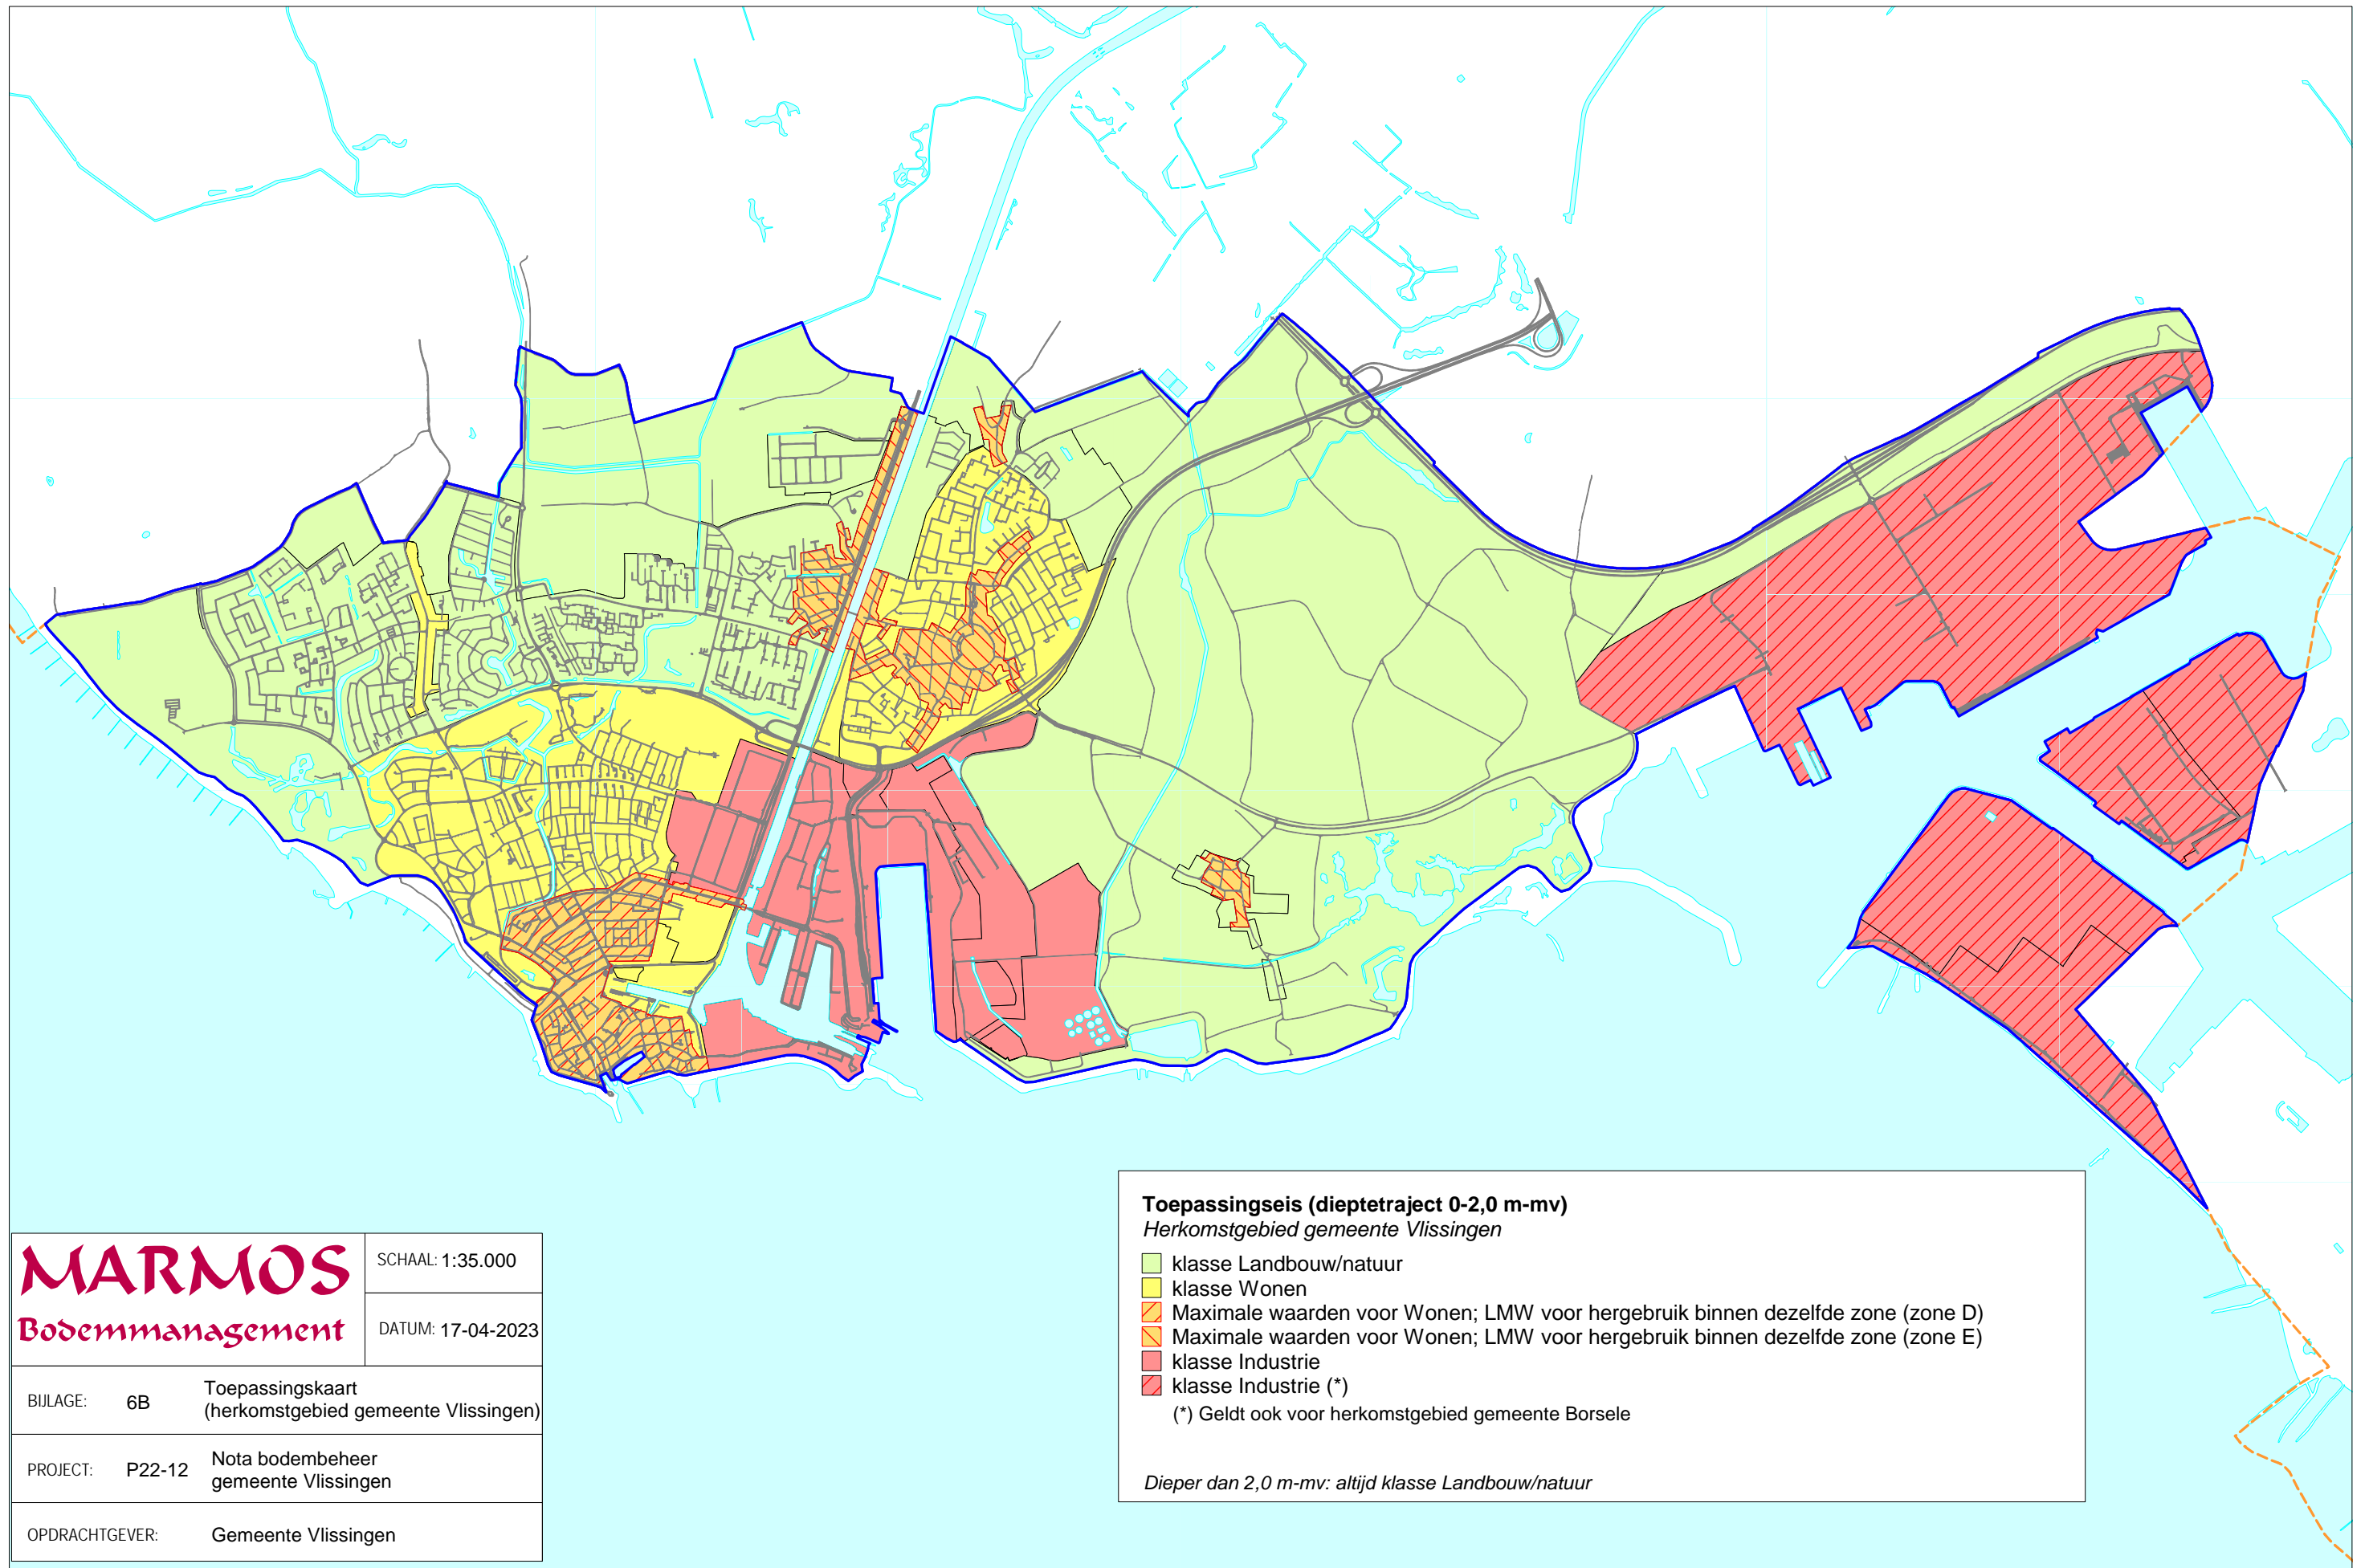 Toepassingseis (dieptetraject 0-2,0 m-mv)
Herkomstgebied gemeente Vlissingen
klasse Landbouw/natuur
klasse Wonen
Maximale waarden voor Wonen; LMW voor hergebruik binnen dezelfde zone (zone D)
Maximale waarden voor Wonen; LMW voor hergebruik binnen dezelfde zone (zone E)
klasse Industrie
klasse Industrie (*)
(*) Geldt ook voor herkomstgebied gemeente Borsele
Dieper dan 2,0 m-mv: altijd klasse Landbouw/natuur
MARMOS
Bodemmanagement
SCHAAL: 1:35.000
DATUM: 17-04-2023
BIJLAGE: 6B Toepassingskaart
(herkomstgebied gemeente Vlissingen)
PROJECT: P22-12 Nota bodembeheer
gemeente Vlissingen
OPDRACHTGEVER: Gemeente Vlissingen